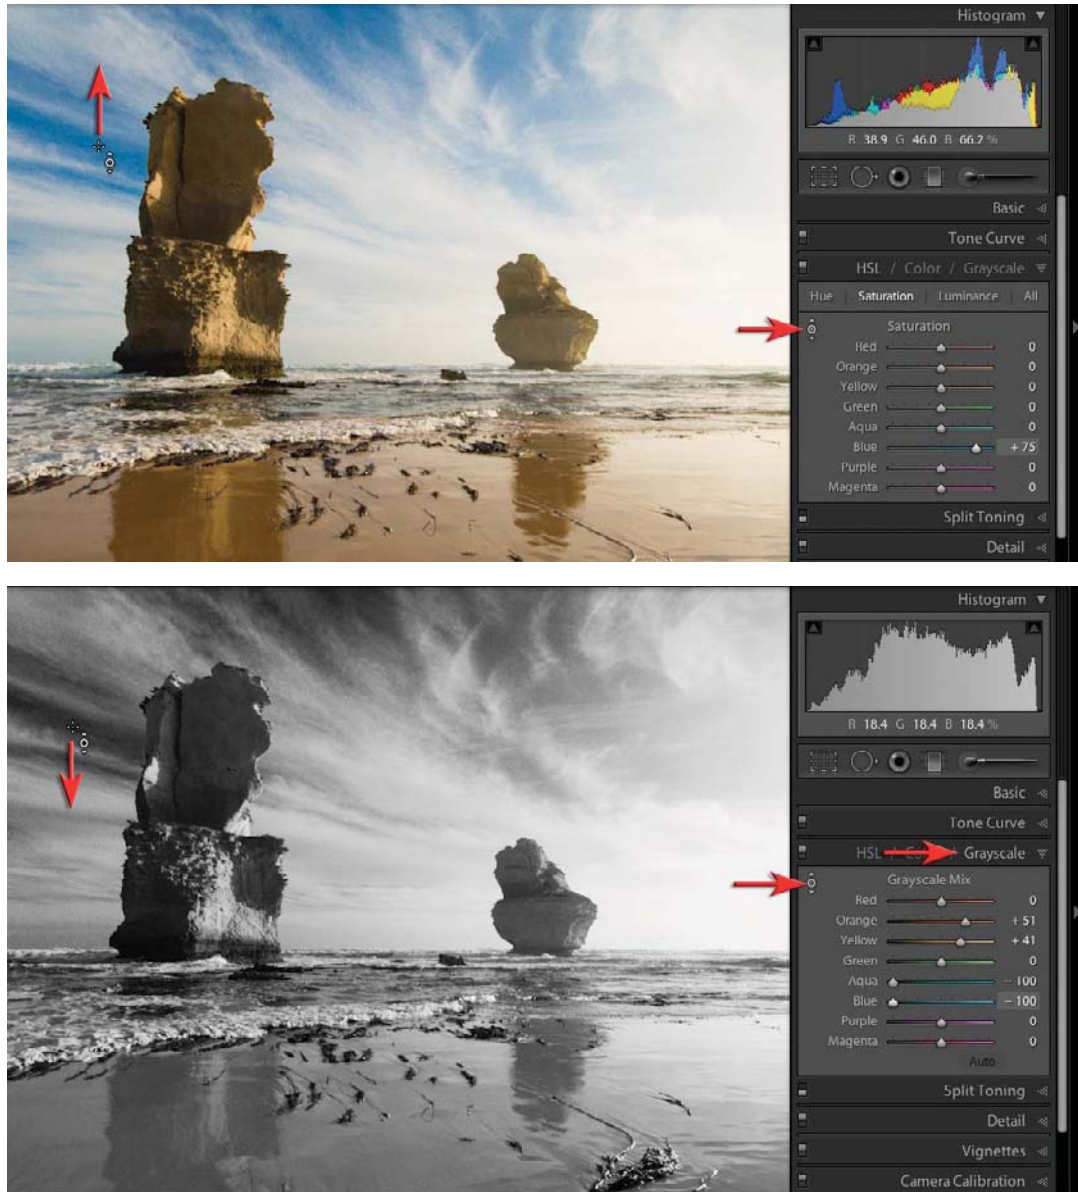 Histogram
R 38.9 G 46.0 B 66.2 %
Basic
Tone Curve
HSL / Color / Grayscale
Hue Saturation Luminance All
Saturation
Red 0
Orange 0
Yellow 0
Green 0
Aqua 0
Blue + 75
Purple 0
Magenta 0
Split Toning
Detail
Histogram
R 18.4 G 18.4 B 18.4 %
Basic
Tone Curve
HSL / / Grayscale
Grayscale Mix
Red 0
Orange + 51
Yellow + 41
Green 0
Aqua – 100
Blue – 100
Purple 0
Magenta 0
Auto
Split Toning
Detail
Vignettes
Camera Calibration